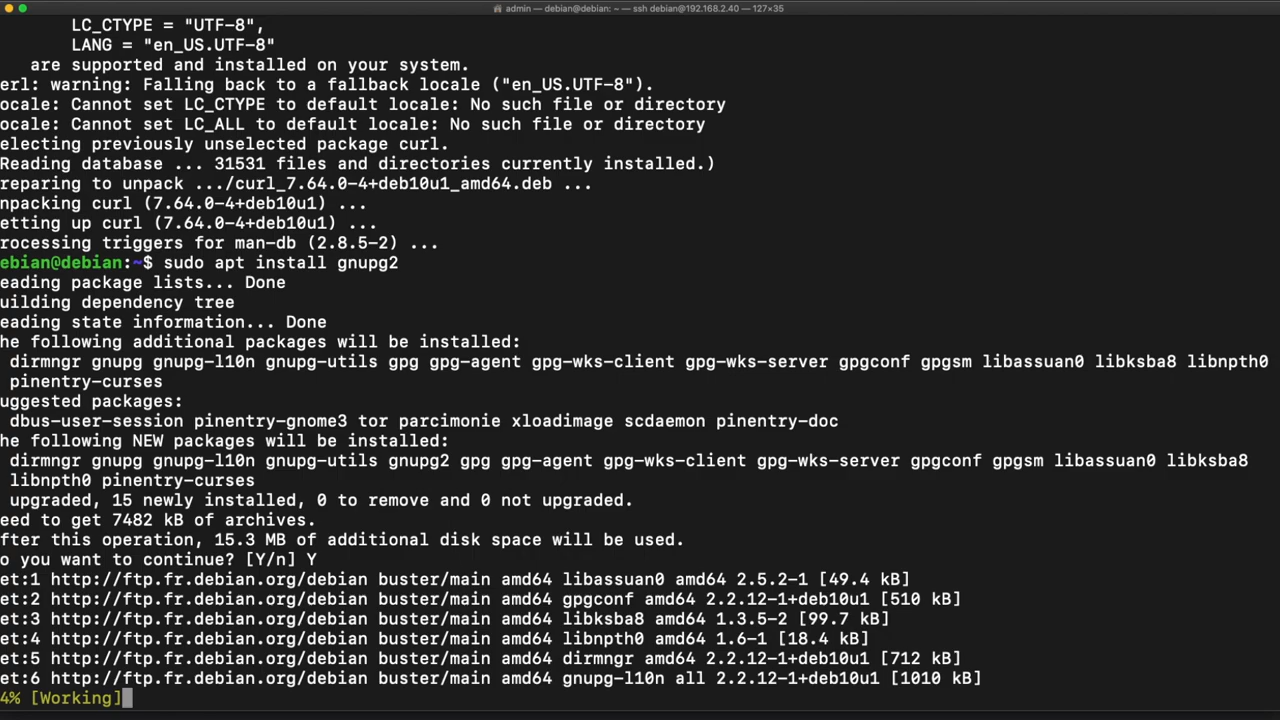 admin — debian@debian: ~ — ssh debian@192.168.2.40 — 127×35
LC_CTYPE = "UTF-8",
LANG = "en_US.UTF-8"
are supported and installed on your system.
erl: warning: Falling back to a fallback locale ("en_US.UTF-8").
ocale: Cannot set LC_CTYPE to default locale: No such file or directory
ocale: Cannot set LC_ALL to default locale: No such file or directory
electing previously unselected package curl.
Reading database ... 31531 files and directories currently installed.)
reparing to unpack .../curl_7.64.0-4+deb10u1_amd64.deb ...
npacking curl (7.64.0-4+deb10u1) ...
etting up curl (7.64.0-4+deb10u1) ...
rocessing triggers for man-db (2.8.5-2) ...
ebian@debian:~$ sudo apt install gnupg2
eading package lists... Done
uilding dependency tree
eading state information... Done
he following additional packages will be installed:
dirmngr gnupg gnupg-l10n gnupg-utils gpg gpg-agent gpg-wks-client gpg-wks-server gpgconf gpgsm libassuan0 libksba8 libnpth0
pinentry-curses
uggested packages:
dbus-user-session pinentry-gnome3 tor parcimonie xloadimage scdaemon pinentry-doc
he following NEW packages will be installed:
dirmngr gnupg gnupg-l10n gnupg-utils gnupg2 gpg gpg-agent gpg-wks-client gpg-wks-server gpgconf gpgsm libassuan0 libksba8
libnpth0 pinentry-curses
upgraded, 15 newly installed, 0 to remove and 0 not upgraded.
eed to get 7482 kB of archives.
fter this operation, 15.3 MB of additional disk space will be used.
o you want to continue? [Y/n] Y
et:1 http://ftp.fr.debian.org/debian buster/main amd64 libassuan0 amd64 2.5.2-1 [49.4 kB]
et:2 http://ftp.fr.debian.org/debian buster/main amd64 gpgconf amd64 2.2.12-1+deb10u1 [510 kB]
et:3 http://ftp.fr.debian.org/debian buster/main amd64 libksba8 amd64 1.3.5-2 [99.7 kB]
et:4 http://ftp.fr.debian.org/debian buster/main amd64 libnpth0 amd64 1.6-1 [18.4 kB]
et:5 http://ftp.fr.debian.org/debian buster/main amd64 dirmngr amd64 2.2.12-1+deb10u1 [712 kB]
et:6 http://ftp.fr.debian.org/debian buster/main amd64 gnupg-l10n all 2.2.12-1+deb10u1 [1010 kB]
4% [Working]